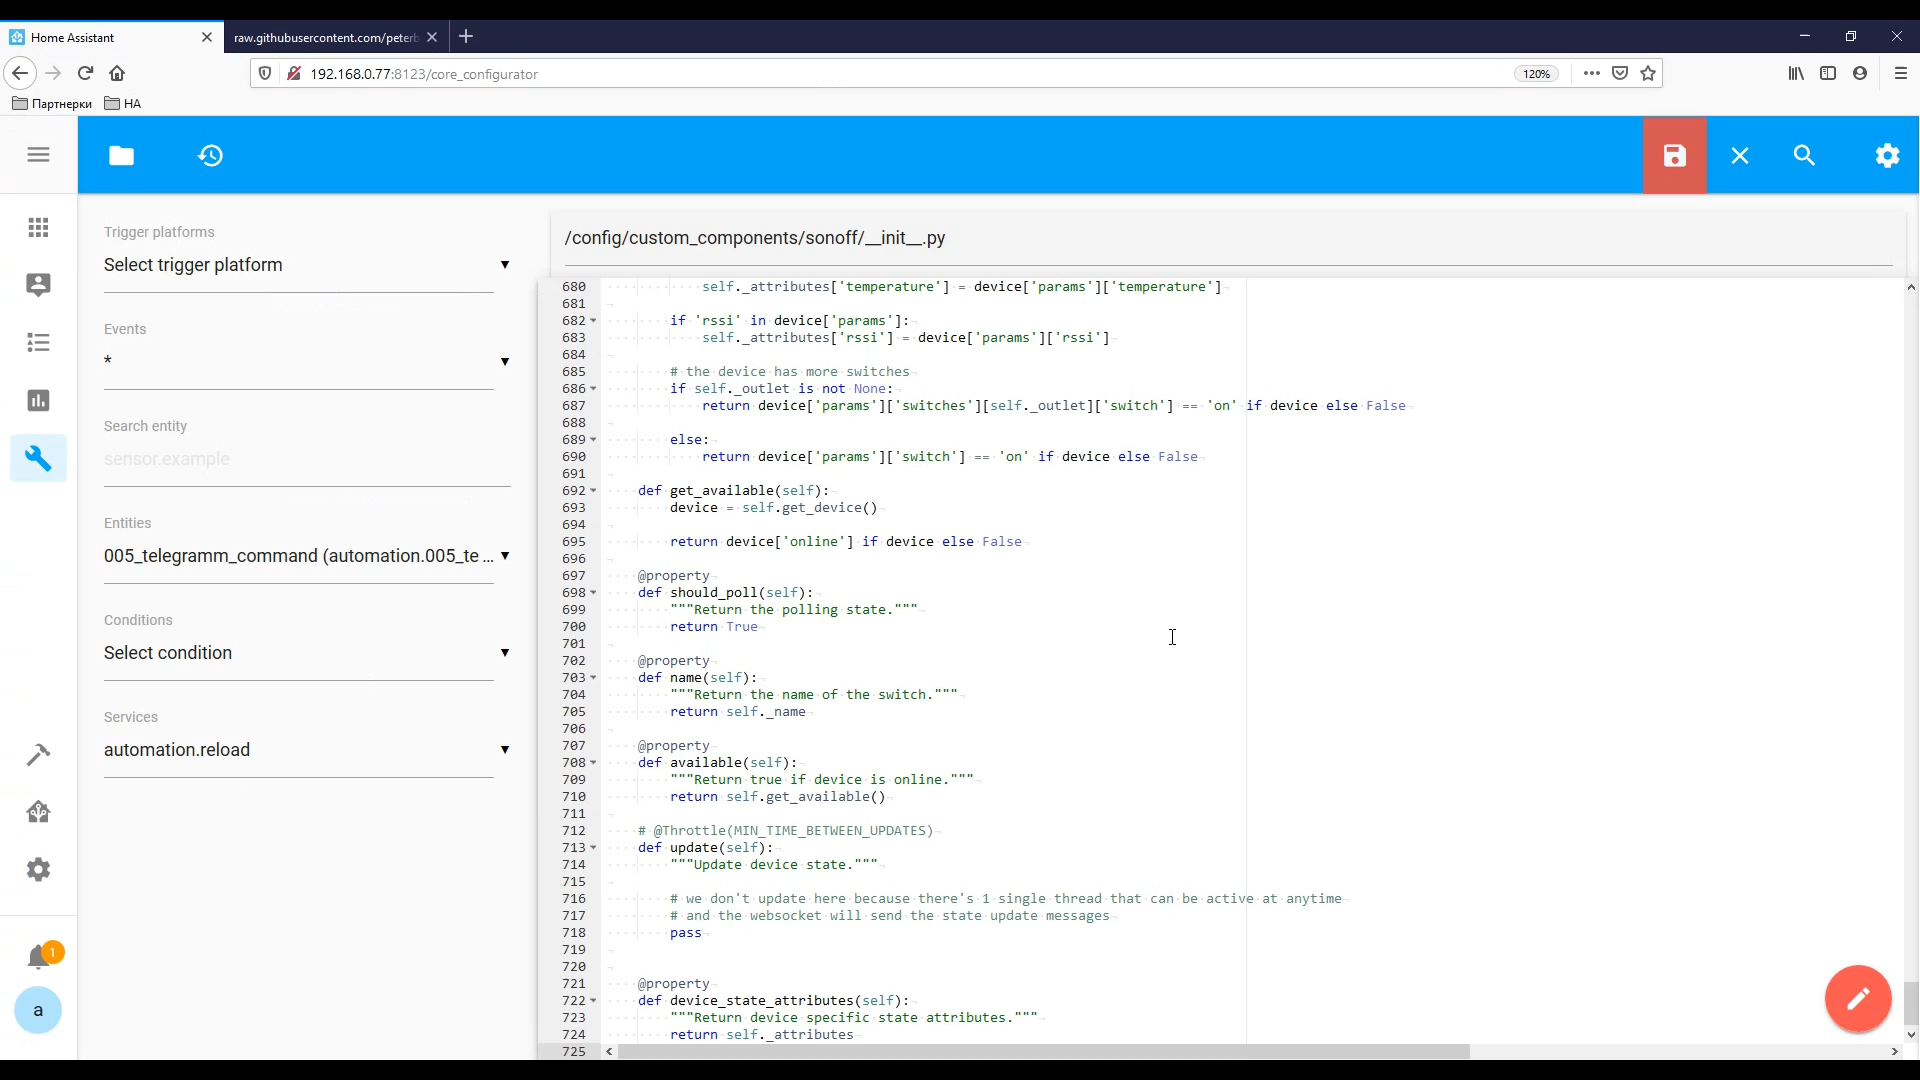 Home Assistant
raw.githubusercontent.com/peterb
192.168.0.77:8123/core_configurator
120%
Партнерки
HA
Trigger platforms
Select trigger platform
Events
*
Search entity
sensor.example
Entities
005_telegramm_command (automation.005_te ...
Conditions
Select condition
Services
automation.reload
1
a
/config/custom_components/sonoff/__init__.py
680 self._attributes['temperature'] = device['params']['temperature']
681
682 if 'rssi' in device['params']:
683 self._attributes['rssi'] = device['params']['rssi']
684
685 # the device has more switches
686 if self._outlet is not None:
687 return device['params']['switches'][self._outlet]['switch'] == 'on' if device else False
688
689 else:
690 return device['params']['switch'] == 'on' if device else False
691
692 def get_available(self):
693 device = self.get_device()
694
695 return device['online'] if device else False
696
697 @property
698 def should_poll(self):
699 """Return the polling state."""
700 return True
701
702 @property
703 def name(self):
704 """Return the name of the switch."""
705 return self._name
706
707 @property
708 def available(self):
709 """Return true if device is online."""
710 return self.get_available()
711
712 # @Throttle(MIN_TIME_BETWEEN_UPDATES)
713 def update(self):
714 """Update device state."""
715
716 # we don't update here because there's 1 single thread that can be active at anytime
717 # and the websocket will send the state update messages
718 pass
719
720
721 @property
722 def device_state_attributes(self):
723 """Return device specific state attributes."""
724 return self._attributes
725